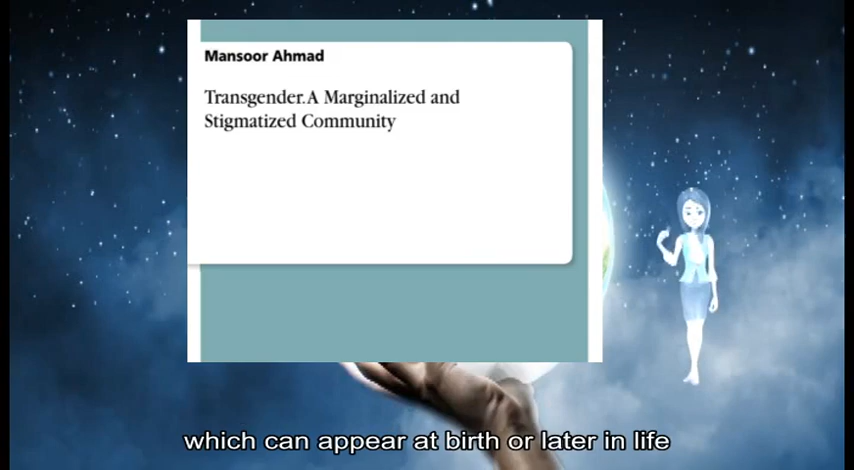 Mansoor Ahmad
Transgender. A Marginalized and
Stigmatized Community
which can appear at birth or later in life